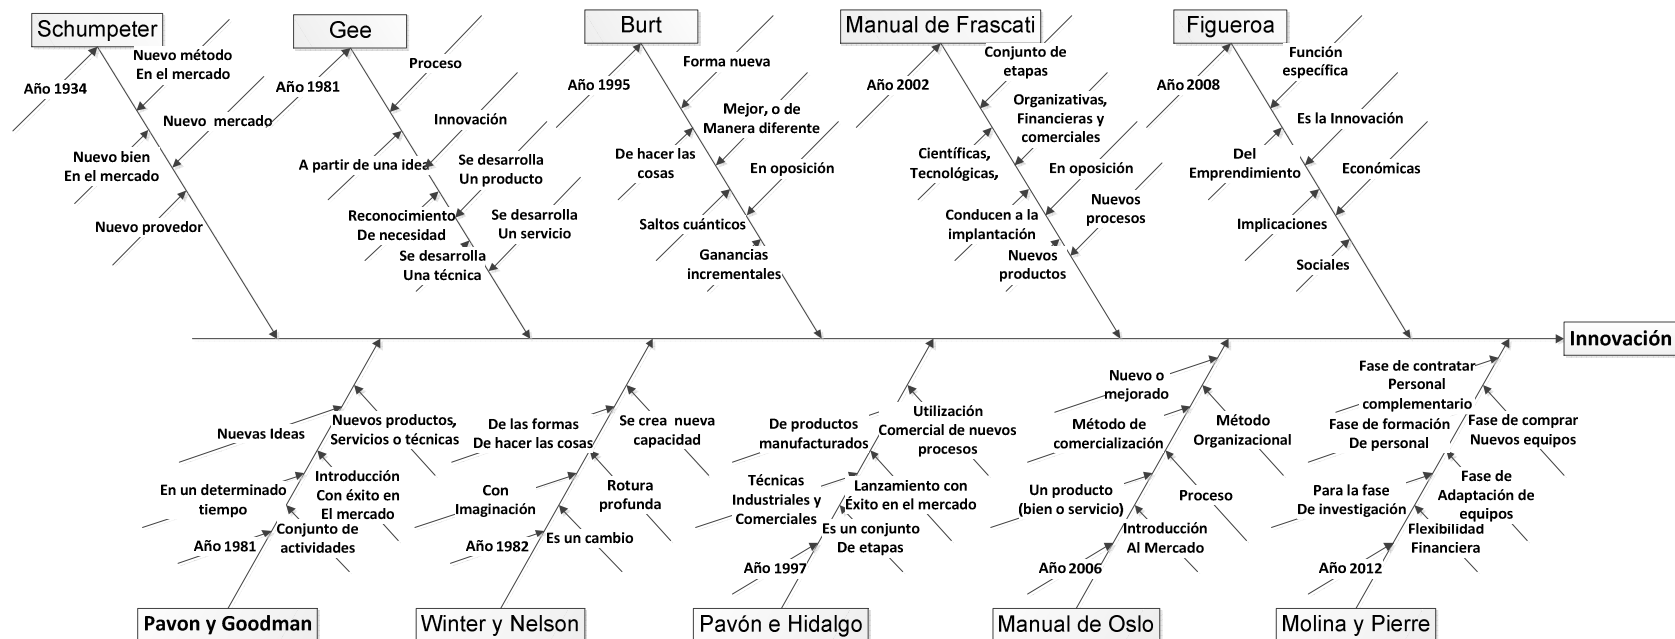 Schumpeter
Nuevo método
En el mercado
Año 1934
Nuevo mercado
Nuevo bien
En el mercado
Nuevo provedor
Gee
Proceso
Año 1981
Innovación
A partir de una idea
Se desarrolla
Un producto
Reconocimiento
De necesidad
Se desarrolla
Un servicio
Se desarrolla
Una técnica
Burt
Forma nueva
Año 1995
Mejor, o de
Manera diferente
De hacer las
cosas
En oposición
Saltos cuánticos
Ganancias
incrementales
Manual de Frascati
Conjunto de
etapas
Año 2002
Organizativas,
Financieras y
comerciales
Científicas,
Tecnológicas,
En oposición
Nuevos
procesos
Conducen a la
implantación
Nuevos
productos
Figueroa
Función
específica
Año 2008
Es la Innovación
Del
Emprendimiento
Económicas
Implicaciones
Sociales
Innovación
Nuevas Ideas
Nuevos productos,
Servicios o técnicas
En un determinado
tiempo
Introducción
Con éxito en
El mercado
Año 1981
Conjunto de
actividades
Pavon y Goodman
De las formas
De hacer las cosas
Se crea nueva
capacidad
Con
Imaginación
Rotura
profunda
Año 1982
Es un cambio
Winter y Nelson
De productos
manufacturados
Utilización
Comercial de nuevos
procesos
Técnicas
Industriales y
Comerciales
Lanzamiento con
Éxito en el mercado
Es un conjunto
De etapas
Año 1997
Pavón e Hidalgo
Nuevo o
mejorado
Método de
comercialización
Método
Organizacional
Un producto
(bien o servicio)
Proceso
Introducción
Al Mercado
Año 2006
Manual de Oslo
Fase de contratar
Personal
complementario
Fase de formación
De personal
Fase de comprar
Nuevos equipos
Para la fase
De investigación
Fase de
Adaptación de
equipos
Flexibilidad
Financiera
Año 2012
Molina y Pierre